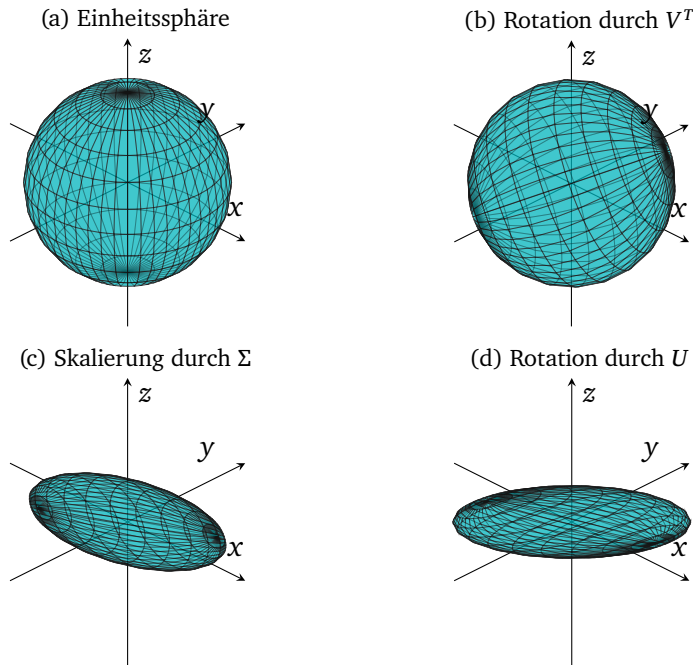 (a) Einheitssphäre
z
y
x
(b) Rotation durch V^T
z
y
x
(c) Skalierung durch Σ
z
y
x
(d) Rotation durch U
z
y
x